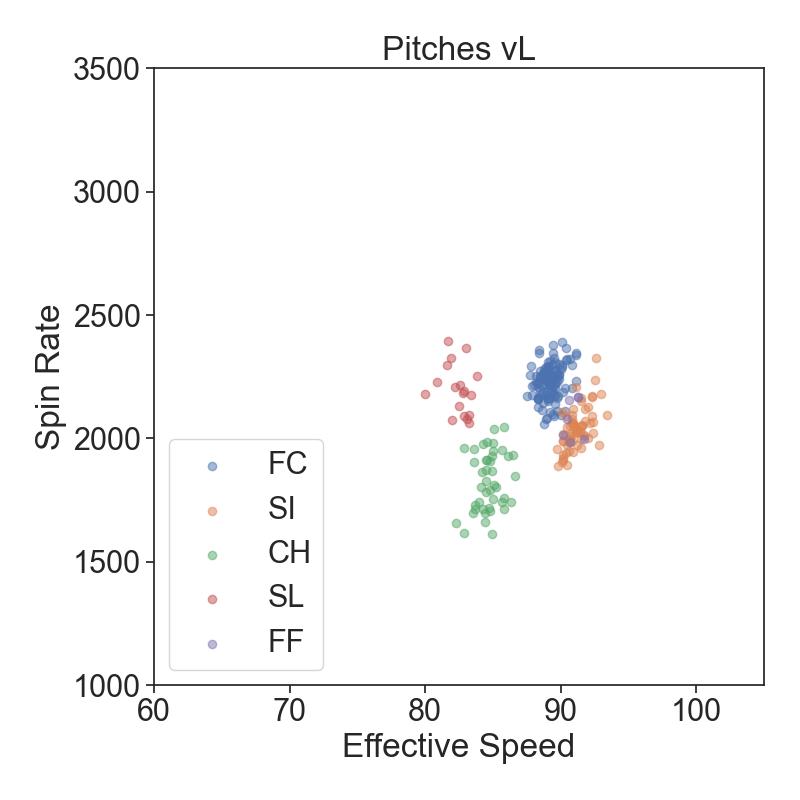 Pitches vL
3500
3000
2500
2000
1500
1000
Spin Rate
FC
SI
CH
SL
FF
60 70 80 90 100
Effective Speed